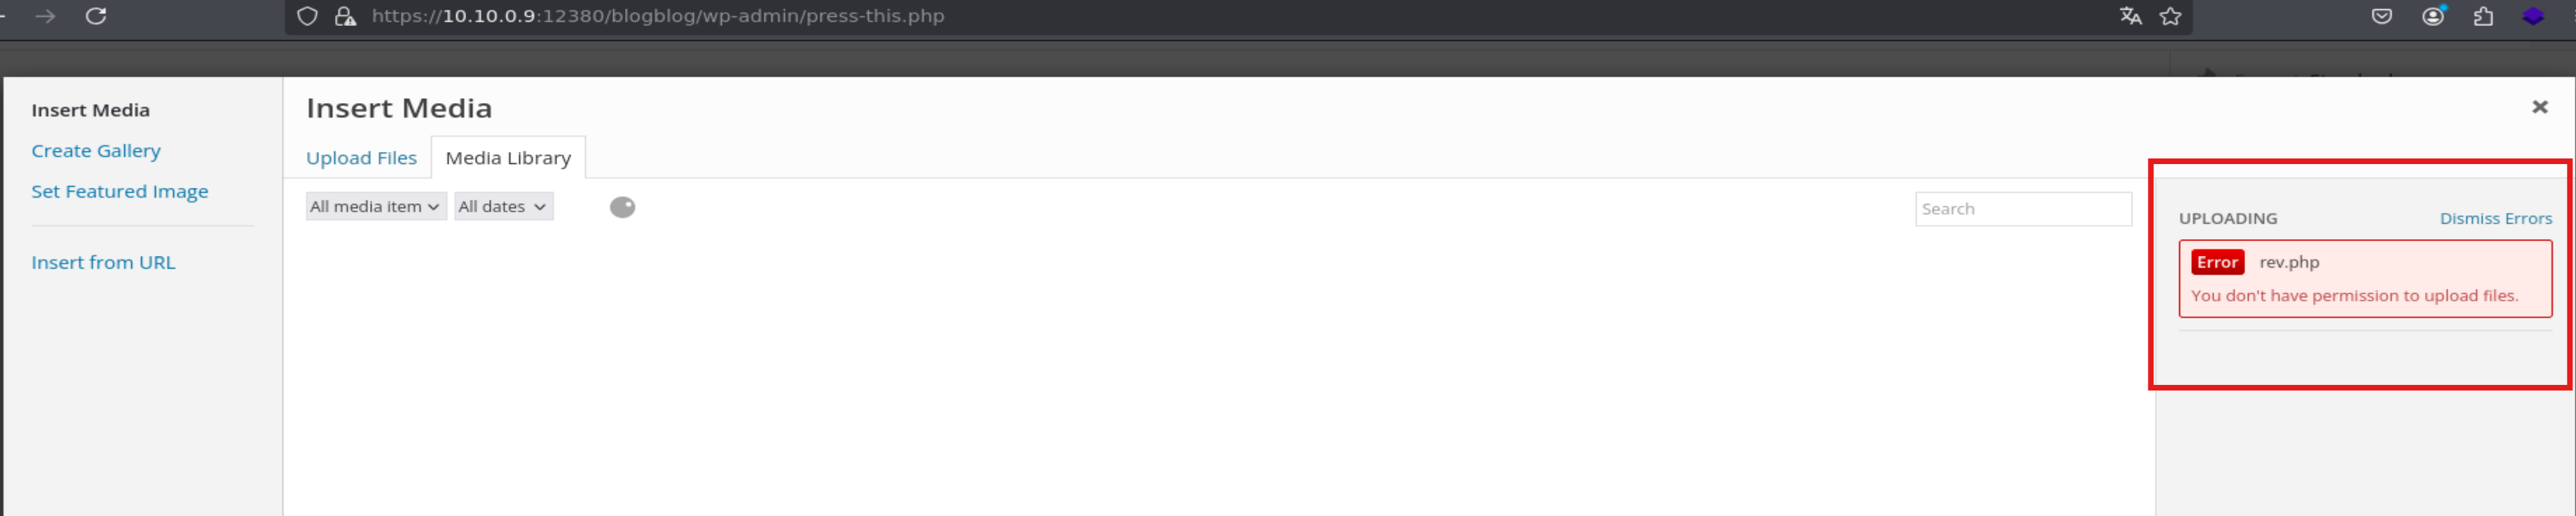 https://10.10.0.9:12380/blogblog/wp-admin/press-this.php
Insert Media
Create Gallery
Set Featured Image
Insert from URL
Insert Media
Upload Files
Media Library
All media item
All dates
Search
UPLOADING
Dismiss Errors
Error rev.php
You don't have permission to upload files.